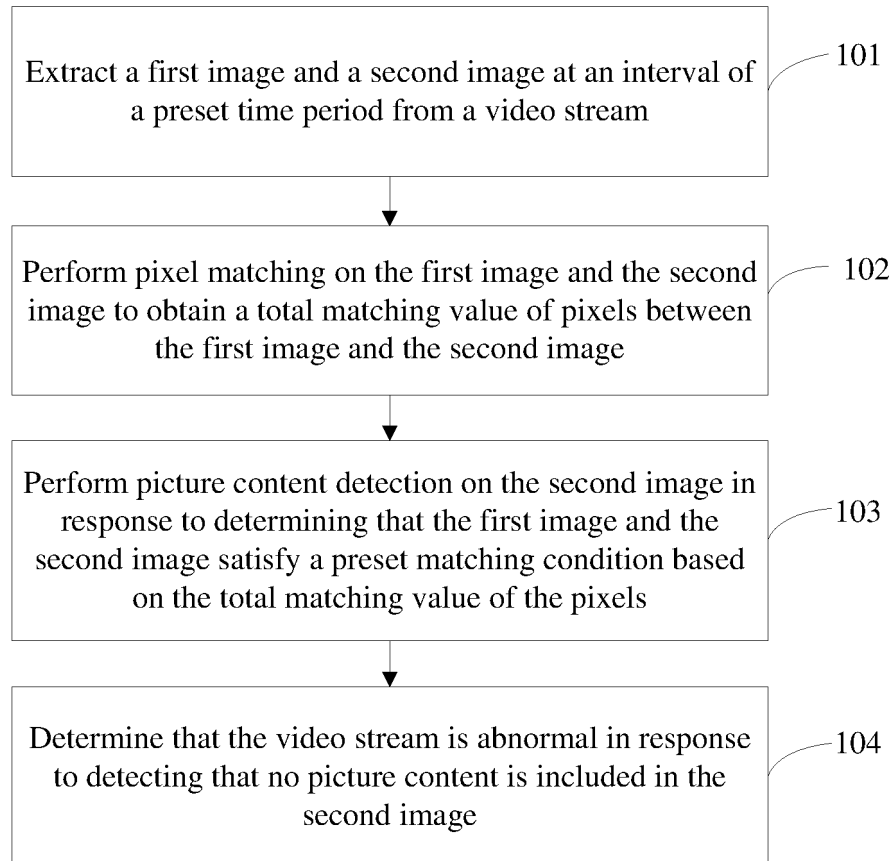 Extract a first image and a second image at an interval of
a preset time period from a video stream
101
Perform pixel matching on the first image and the second
image to obtain a total matching value of pixels between
the first image and the second image
102
Perform picture content detection on the second image in
response to determining that the first image and the
second image satisfy a preset matching condition based
on the total matching value of the pixels
103
Determine that the video stream is abnormal in response
to detecting that no picture content is included in the
second image
104